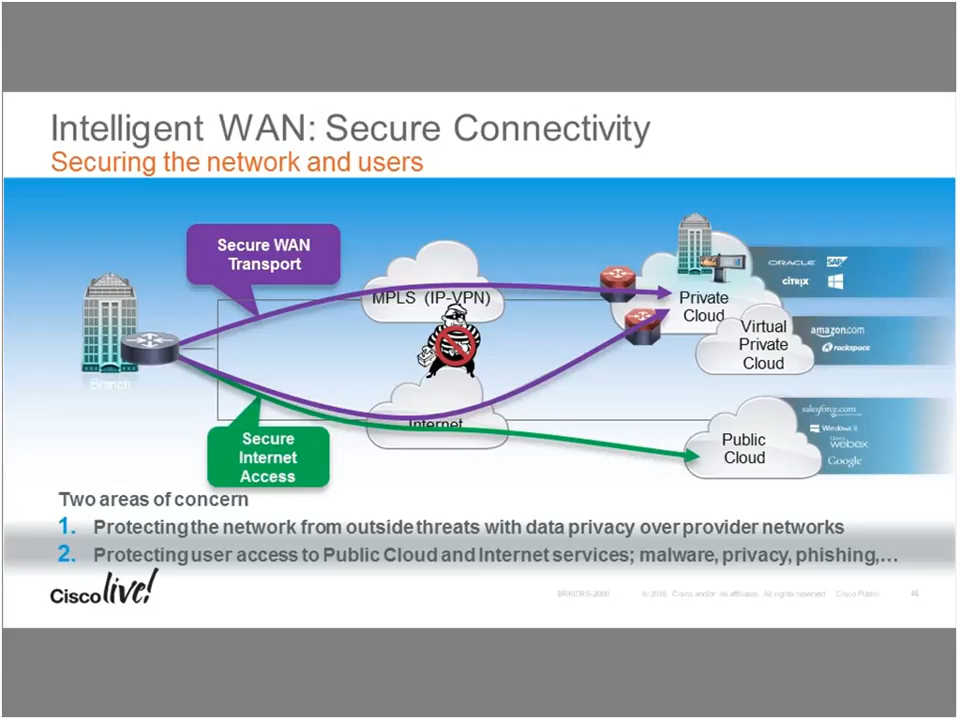 Intelligent WAN: Secure Connectivity
Securing the network and users
Secure WAN
Transport
MPLS (IP-VPN)
Private
Cloud
ORACLE
SAP
CITRIX
Virtual
Private
Cloud
amazon.com
rackspace
Branch
Internet
Secure
Internet
Access
Public
Cloud
salesforce.com
Windows 8
Cisco
webex
Google
Two areas of concern
1. Protecting the network from outside threats with data privacy over provider networks
2. Protecting user access to Public Cloud and Internet services; malware, privacy, phishing,...
Cisco live!
© 2016 Cisco and/or its affiliates. All rights reserved. Cisco Public